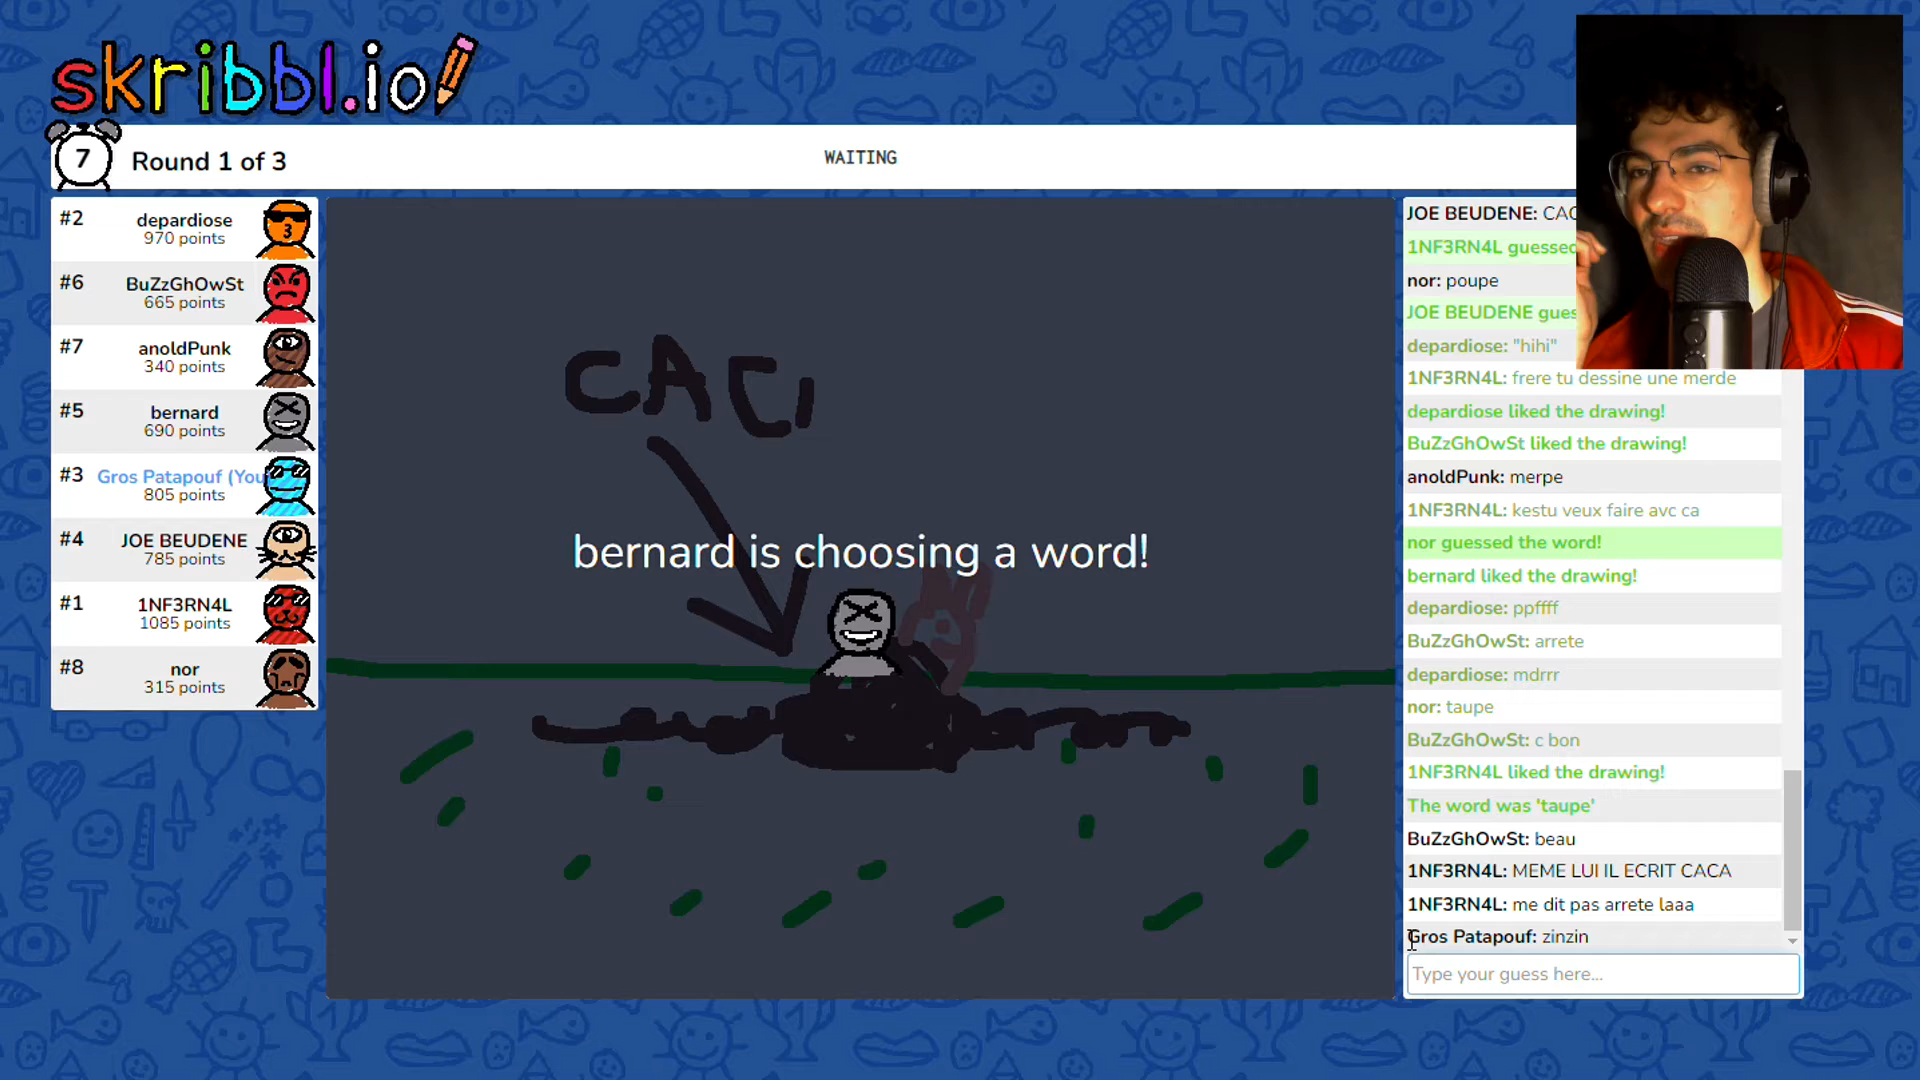 skribbl.io
7
Round 1 of 3
WAITING
#2
depardiose
970 points
#6
BuZzGhOwSt
665 points
#7
anoldPunk
340 points
#5
bernard
690 points
#3
Gros Patapouf (You
805 points
#4
JOE BEUDENE
785 points
#1
1NF3RN4L
1085 points
#8
nor
315 points
bernard is choosing a word!
JOE BEUDENE: CAC
1NF3RN4L guessed
nor: poupe
JOE BEUDENE gues
depardiose: "hihi"
1NF3RN4L: frere tu dessine une merde
depardiose liked the drawing!
BuZzGhOwSt liked the drawing!
anoldPunk: merpe
1NF3RN4L: kestu veux faire avc ca
nor guessed the word!
bernard liked the drawing!
depardiose: ppffff
BuZzGhOwSt: arrete
depardiose: mdrrr
nor: taupe
BuZzGhOwSt: c bon
1NF3RN4L liked the drawing!
The word was 'taupe'
BuZzGhOwSt: beau
1NF3RN4L: MEME LUI IL ECRIT CACA
1NF3RN4L: me dit pas arrete laaa
Gros Patapouf: zinzin
Type your guess here...